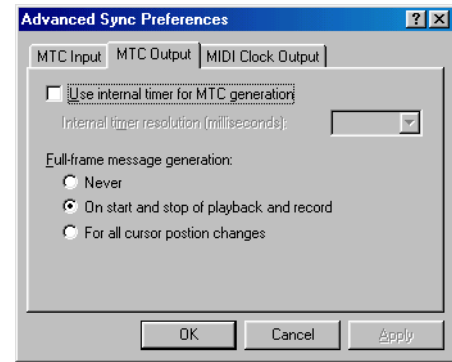 Advanced Sync Preferences
MTC Input MTC Output MIDI Clock Output
Use internal timer for MTC generation
Internal timer resolution (milliseconds):
Full-frame message generation:
Never
On start and stop of playback and record
For all cursor postion changes
OK Cancel Apply